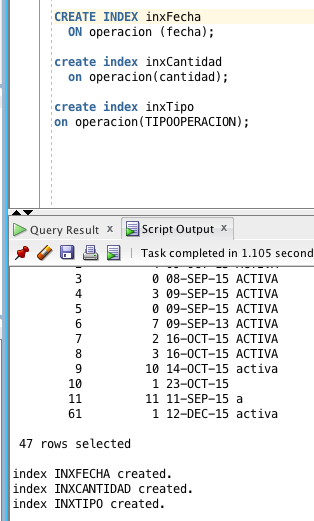 CREATE INDEX inxFecha
ON operacion (fecha);
create index inxCantidad
on operacion(cantidad);
create index inxTipo
on operacion(TIPOOPERACION);
Query Result x Script Output x
Task completed in 1.105 second
3 0 08-SEP-15 ACTIVA
4 3 09-SEP-15 ACTIVA
5 0 09-SEP-15 ACTIVA
6 7 09-SEP-13 ACTIVA
7 2 16-OCT-15 ACTIVA
8 3 16-OCT-15 ACTIVA
9 10 14-OCT-15 activa
10 1 23-OCT-15
11 11 11-SEP-15 a
61 1 12-DEC-15 activa
47 rows selected
index INXFECHA created.
index INXCANTIDAD created.
index INXTIPO created.